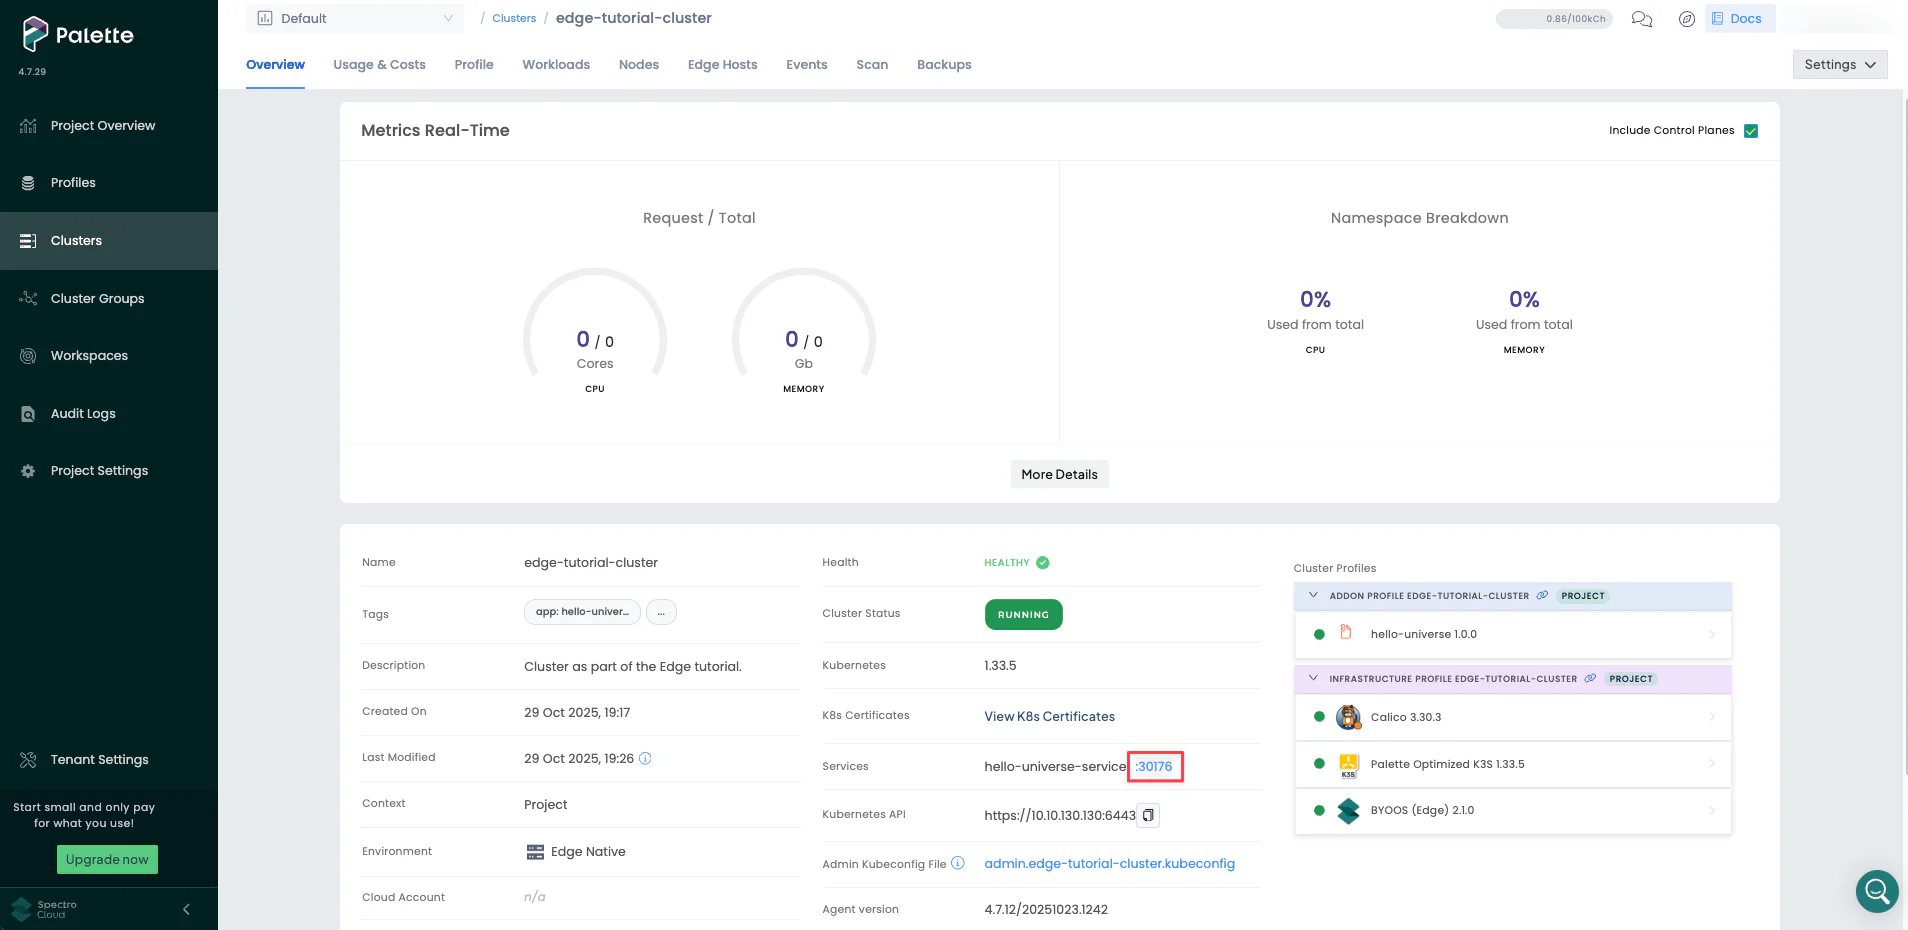 Palette
4.7.29
Project Overview
Profiles
Clusters
Cluster Groups
Workspaces
Audit Logs
Project Settings
Tenant Settings
Start small and only pay
for what you use!
Upgrade now
Spectro
Cloud
Default
/ Clusters / edge-tutorial-cluster
0.86/100kCh
Docs
Overview Usage & Costs Profile Workloads Nodes Edge Hosts Events Scan Backups
Settings
Metrics Real-Time
Include Control Planes
Request / Total
0 / 0
Cores
CPU
0 / 0
Gb
MEMORY
Namespace Breakdown
0%
Used from total
CPU
0%
Used from total
MEMORY
More Details
Name edge-tutorial-cluster
Tags app: hello-univer... ...
Description Cluster as part of the Edge tutorial.
Created On 29 Oct 2025, 19:17
Last Modified 29 Oct 2025, 19:26
Context Project
Environment Edge Native
Cloud Account n/a
Health HEALTHY
Cluster Status RUNNING
Kubernetes 1.33.5
K8s Certificates View K8s Certificates
Services hello-universe-service :30176
Kubernetes API https://10.10.130.130:6443
Admin Kubeconfig File admin.edge-tutorial-cluster.kubeconfig
Agent version 4.7.12/20251023.1242
Cluster Profiles
ADDON PROFILE EDGE-TUTORIAL-CLUSTER PROJECT
hello-universe 1.0.0
INFRASTRUCTURE PROFILE EDGE-TUTORIAL-CLUSTER PROJECT
Calico 3.30.3
K3S
Palette Optimized K3S 1.33.5
BYOOS (Edge) 2.1.0